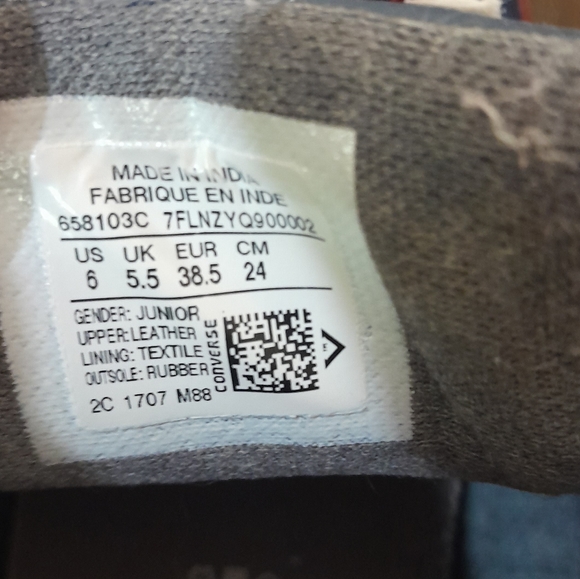 MADE IN INDIA
FABRIQUE EN INDE
658103C 7FLNZYQ900002
US UK EUR CM
6 5.5 38.5 24
GENDER: JUNIOR
UPPER: LEATHER
LINING: TEXTILE
OUTSOLE: RUBBER
CONVERSE
2C 1707 M88